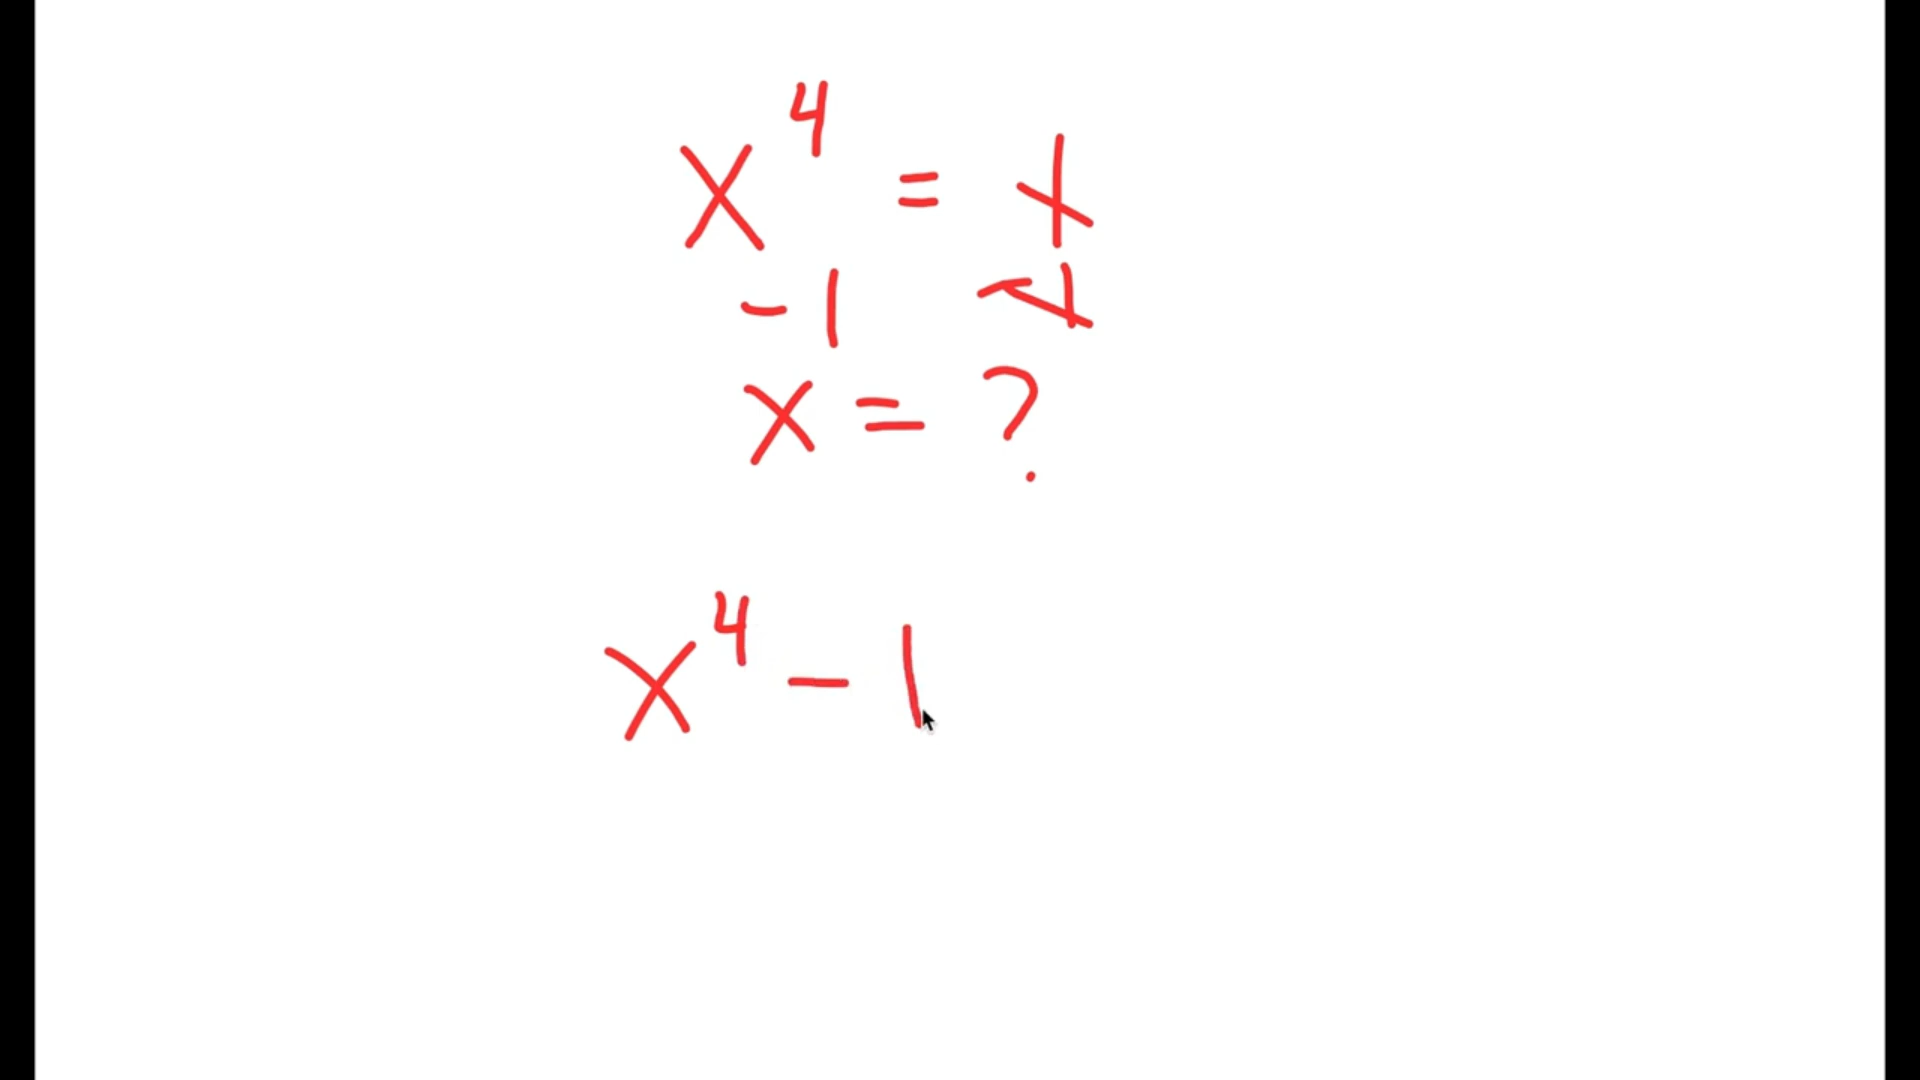 x⁴ = 1
-1 -1
x = ?
x⁴ - 1